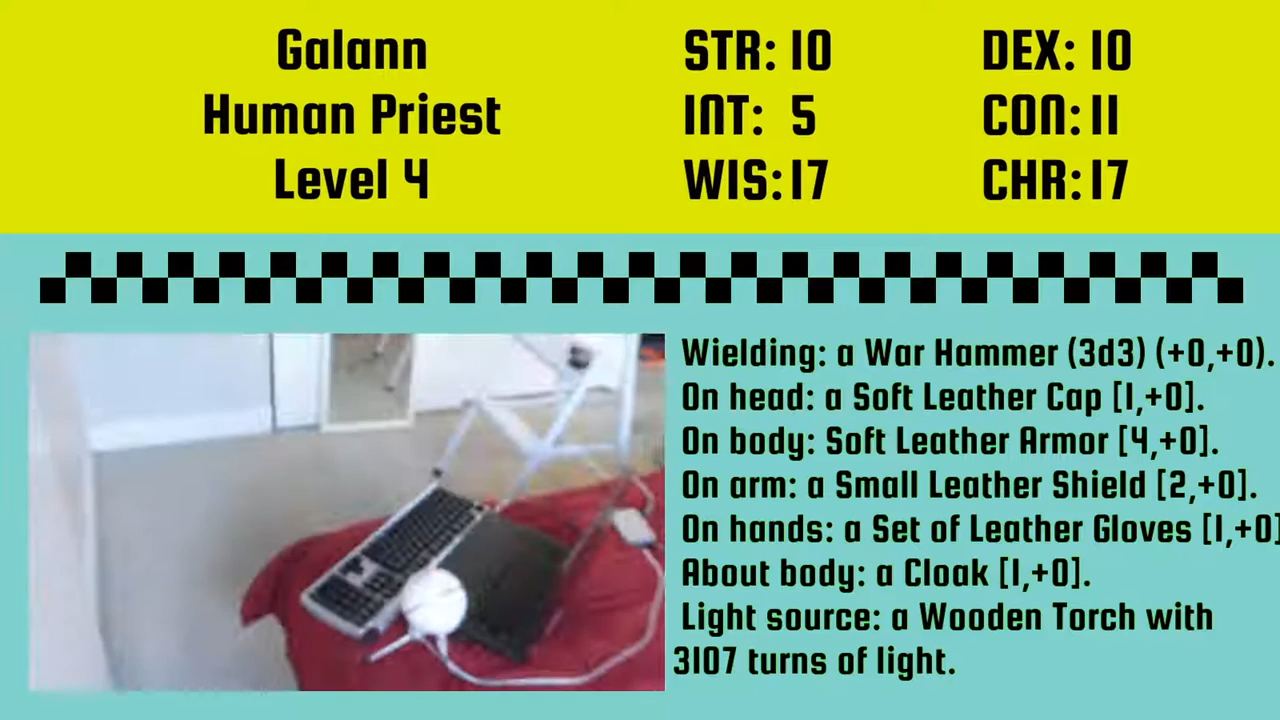 Galann
Human Priest
Level 4
STR: 10
INT: 5
WIS: 17
DEX: 10
CON: 11
CHR: 17
Wielding: a War Hammer (3d3) (+0,+0).
On head: a Soft Leather Cap [1,+0].
On body: Soft Leather Armor [4,+0].
On arm: a Small Leather Shield [2,+0].
On hands: a Set of Leather Gloves [1,+0]
About body: a Cloak [1,+0].
Light source: a Wooden Torch with
3107 turns of light.